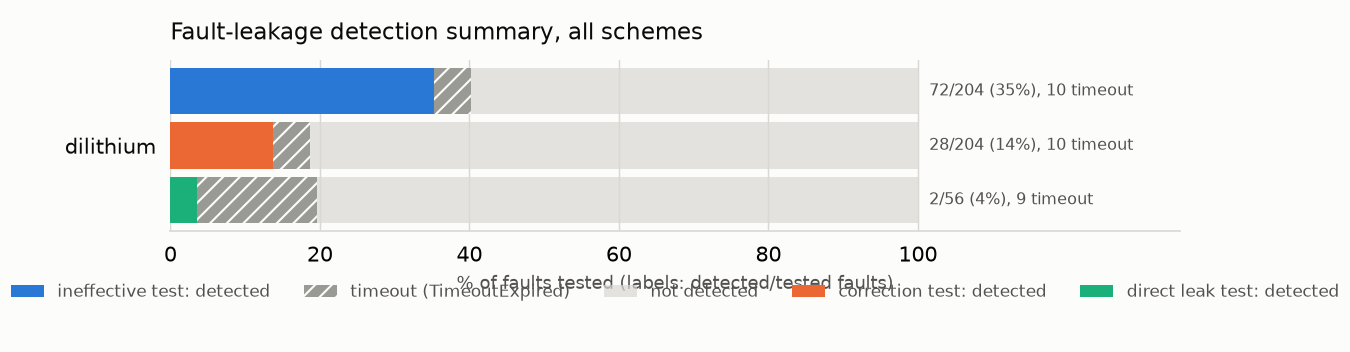 Fault-leakage detection summary, all schemes
72/204 (35%), 10 timeout
dilithium
28/204 (14%), 10 timeout
2/56 (4%), 9 timeout
0 20 40 60 80 100
% of faults tested (labels: detected/tested faults)
ineffective test: detected timeout (TimeoutExpired) not detected correction test: detected direct leak test: detected